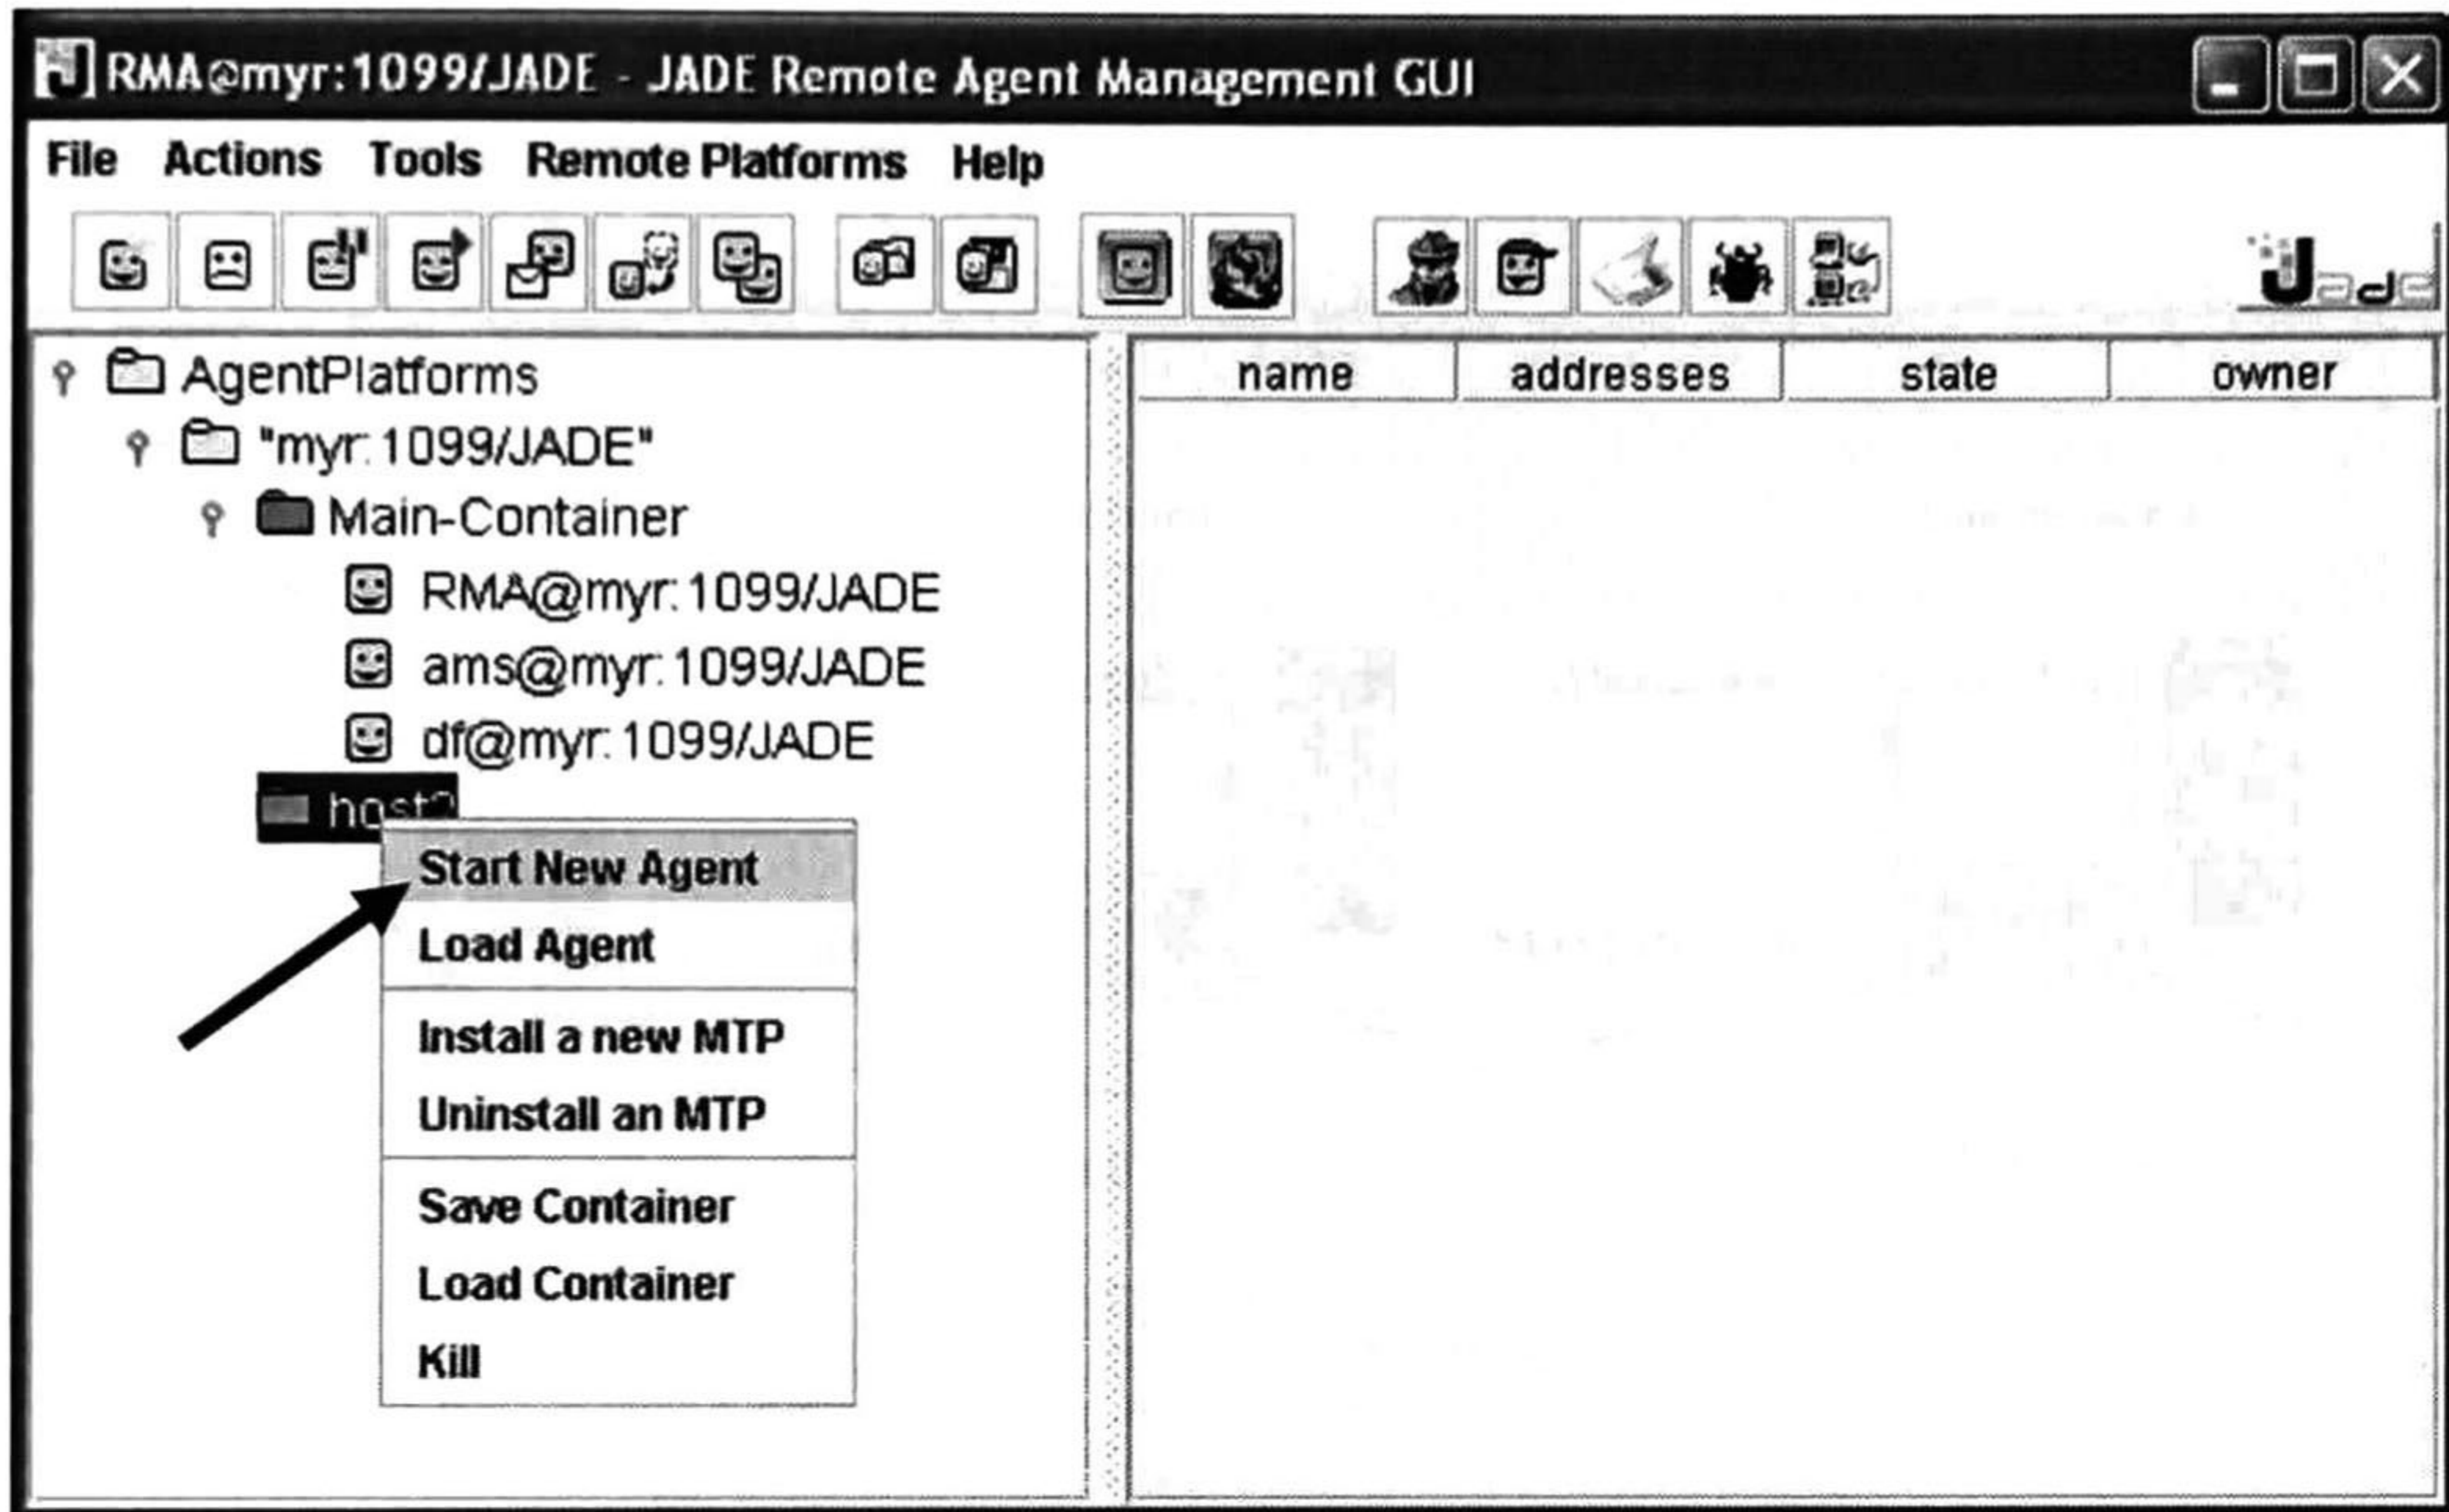 RMA@myr:1099/JADE - JADE Remote Agent Management GUI
File Actions Tools Remote Platforms Help
Jade
name addresses state owner
AgentPlatforms
"myr:1099/JADE"
Main-Container
RMA@myr:1099/JADE
ams@myr:1099/JADE
df@myr:1099/JADE
Start New Agent
Load Agent
Install a new MTP
Uninstall an MTP
Save Container
Load Container
Kill